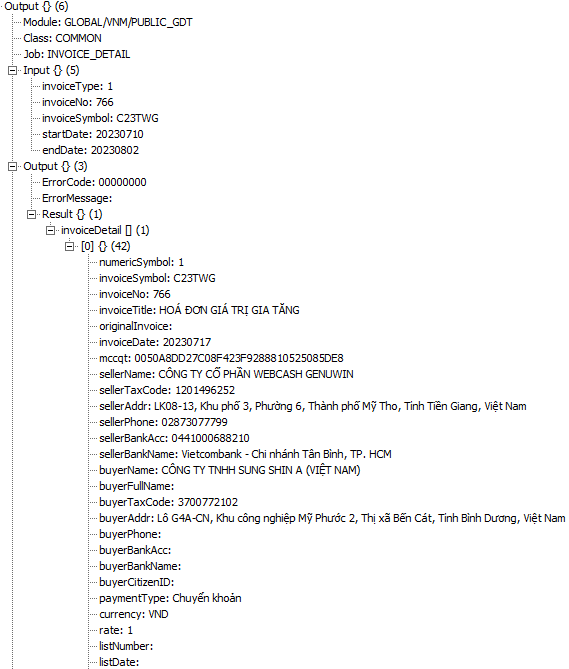 Output {} (6)
Module: GLOBAL/VNM/PUBLIC_GDT
Class: COMMON
Job: INVOICE_DETAIL
Input {} (5)
invoiceType: 1
invoiceNo: 766
invoiceSymbol: C23TWG
startDate: 20230710
endDate: 20230802
Output {} (3)
ErrorCode: 00000000
ErrorMessage:
Result {} (1)
invoiceDetail [] (1)
[0] {} (42)
numericSymbol: 1
invoiceSymbol: C23TWG
invoiceNo: 766
invoiceTitle: HOÁ ĐƠN GIÁ TRỊ GIA TĂNG
originalInvoice:
invoiceDate: 20230717
mccqt: 0050A8DD27C08F423F9288810525085DE8
sellerName: CÔNG TY CỔ PHẦN WEBCASH GENUWIN
sellerTaxCode: 1201496252
sellerAddr: LK08-13, Khu phố 3, Phường 6, Thành phố Mỹ Tho, Tỉnh Tiền Giang, Việt Nam
sellerPhone: 02873077799
sellerBankAcc: 0441000688210
sellerBankName: Vietcombank - Chi nhánh Tân Bình, TP. HCM
buyerName: CÔNG TY TNHH SUNG SHIN A (VIỆT NAM)
buyerFullName:
buyerTaxCode: 3700772102
buyerAddr: Lô G4A-CN, Khu công nghiệp Mỹ Phước 2, Thị xã Bến Cát, Tỉnh Bình Dương, Việt Nam
buyerPhone:
buyerBankAcc:
buyerBankName:
buyerCitizenID:
paymentType: Chuyển khoản
currency: VND
rate: 1
listNumber:
listDate: